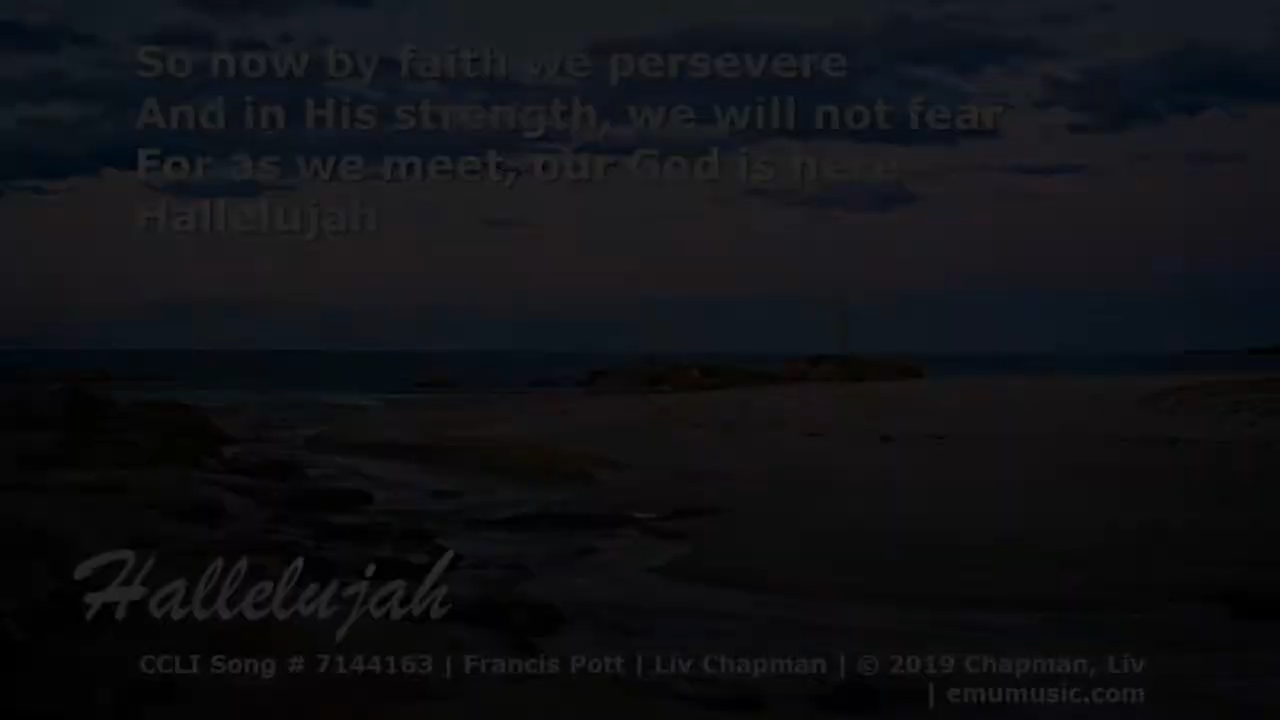 So now by faith we persevere
And in His strength, we will not fear
For as we meet, our God is here
Hallelujah
Hallelujah
CCLI Song # 7144163 | Francis Pott | Liv Chapman | © 2019 Chapman, Liv
| emumusic.com